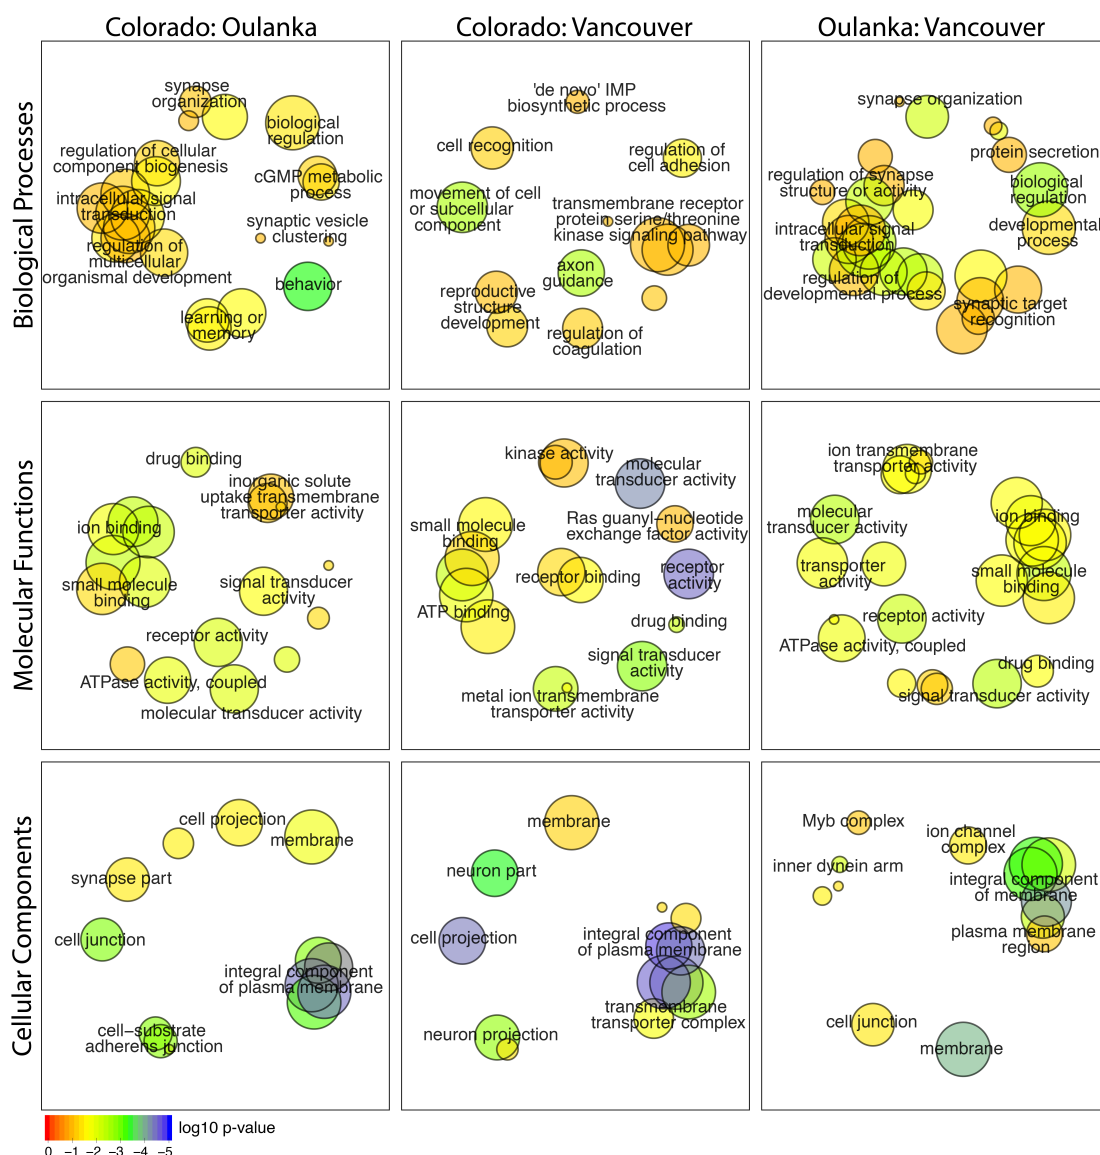 Colorado: Oulanka
Colorado: Vancouver
Oulanka: Vancouver
Biological Processes
synapse
organization
biological
regulation
regulation of cellular
component biogenesis
cGMP metabolic
process
intracellular signal
transduction
synaptic vesicle
clustering
regulation of
multicellular
organismal development
behavior
learning or
memory
'de novo' IMP
biosynthetic process
cell recognition
regulation of
cell adhesion
movement of cell
or subcellular
component
transmembrane receptor
protein serine/threonine
kinase signaling pathway
axon
guidance
reproductive
structure
development
regulation of
coagulation
synapse organization
protein secretion
regulation of synapse
structure or activity
biological
regulation
intracellular signal
transduction
developmental
process
regulation of
developmental process
synaptic target
recognition
Molecular Functions
drug binding
inorganic solute
uptake transmembrane
transporter activity
ion binding
small molecule
binding
signal transducer
activity
receptor activity
ATPase activity, coupled
molecular transducer activity
kinase activity
molecular
transducer activity
small molecule
binding
Ras guanyl−nucleotide
exchange factor activity
receptor binding
receptor
activity
ATP binding
drug binding
signal transducer
activity
metal ion transmembrane
transporter activity
ion transmembrane
transporter activity
molecular
transducer activity
ion binding
transporter
activity
small molecule
binding
receptor activity
ATPase activity, coupled
drug binding
signal transducer activity
Cellular Components
cell projection
membrane
synapse part
cell junction
integral component
of plasma membrane
cell−substrate
adherens junction
membrane
neuron part
cell projection
integral component
of plasma membrane
transmembrane
transporter complex
neuron projection
Myb complex
ion channel
complex
inner dynein arm
integral component
of membrane
plasma membrane
region
cell junction
membrane
log10 p-value
0 −1 −2 −3 −4 −5